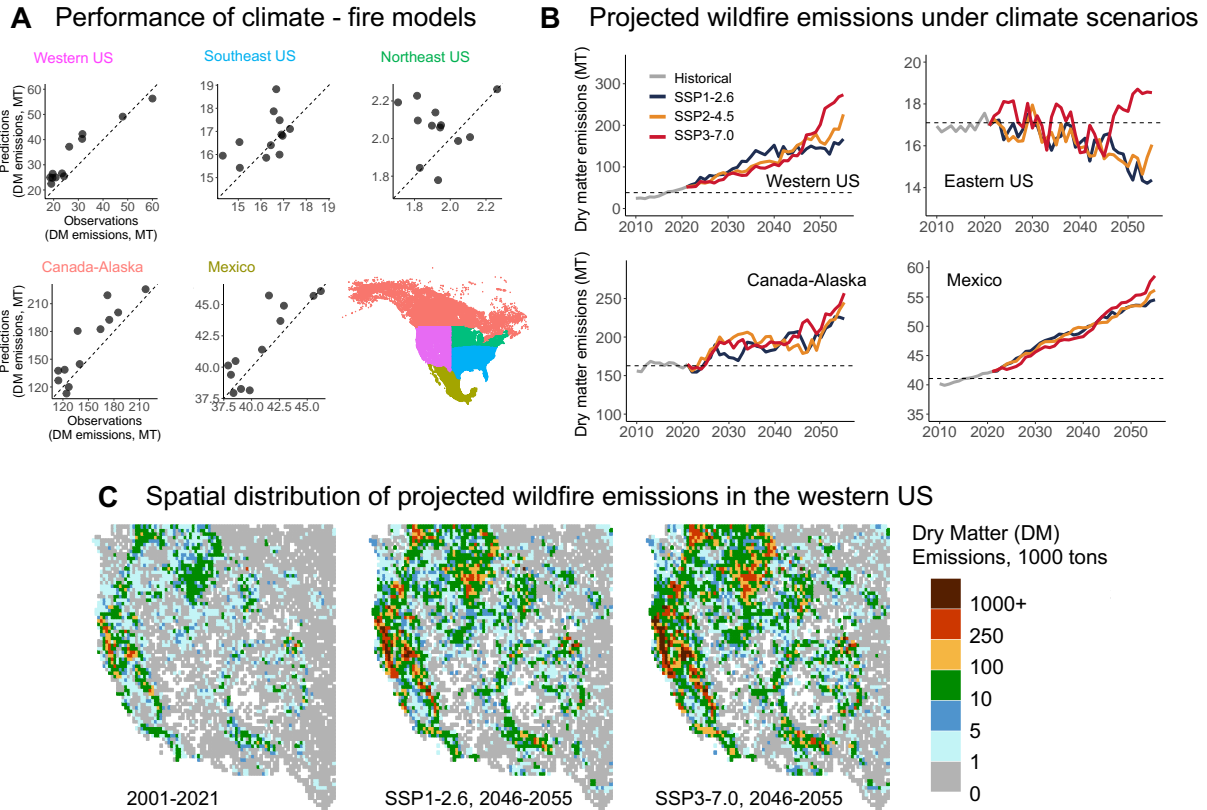 A Performance of climate - fire models
Western US
Southeast US
Northeast US
Predictions
(DM emissions, MT)
60
50
40
30
20
20 30 40 50 60
Observations
(DM emissions, MT)
19
18
17
16
15
15 16 17 18 19
2.2
2.0
1.8
1.8 2.0 2.2
Canada-Alaska
Mexico
Predictions
(DM emissions, MT)
210
180
150
120
120 150 180 210
Observations
(DM emissions, MT)
45.0
42.5
40.0
37.5
37.5 40.0 42.5 45.0
B Projected wildfire emissions under climate scenarios
Dry matter emissions (MT)
300
200
100
0
2010 2020 2030 2040 2050
Historical
SSP1-2.6
SSP2-4.5
SSP3-7.0
Western US
20
18
16
14
2010 2020 2030 2040 2050
Eastern US
Dry matter emissions (MT)
250
200
150
100
2010 2020 2030 2040 2050
Canada-Alaska
60
55
50
45
40
35
2010 2020 2030 2040 2050
Mexico
C Spatial distribution of projected wildfire emissions in the western US
2001-2021
SSP1-2.6, 2046-2055
SSP3-7.0, 2046-2055
Dry Matter (DM)
Emissions, 1000 tons
1000+
250
100
10
5
1
0